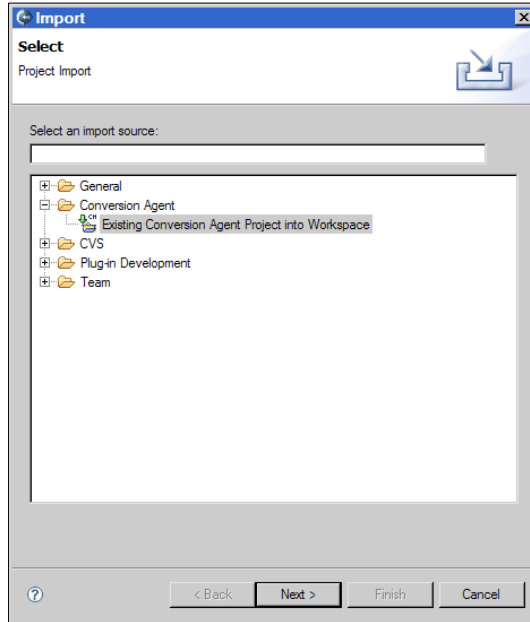 Import
Select
Project Import
Select an import source:
General
Conversion Agent
Existing Conversion Agent Project into Workspace
CVS
Plug-in Development
Team
? < Back Next > Finish Cancel